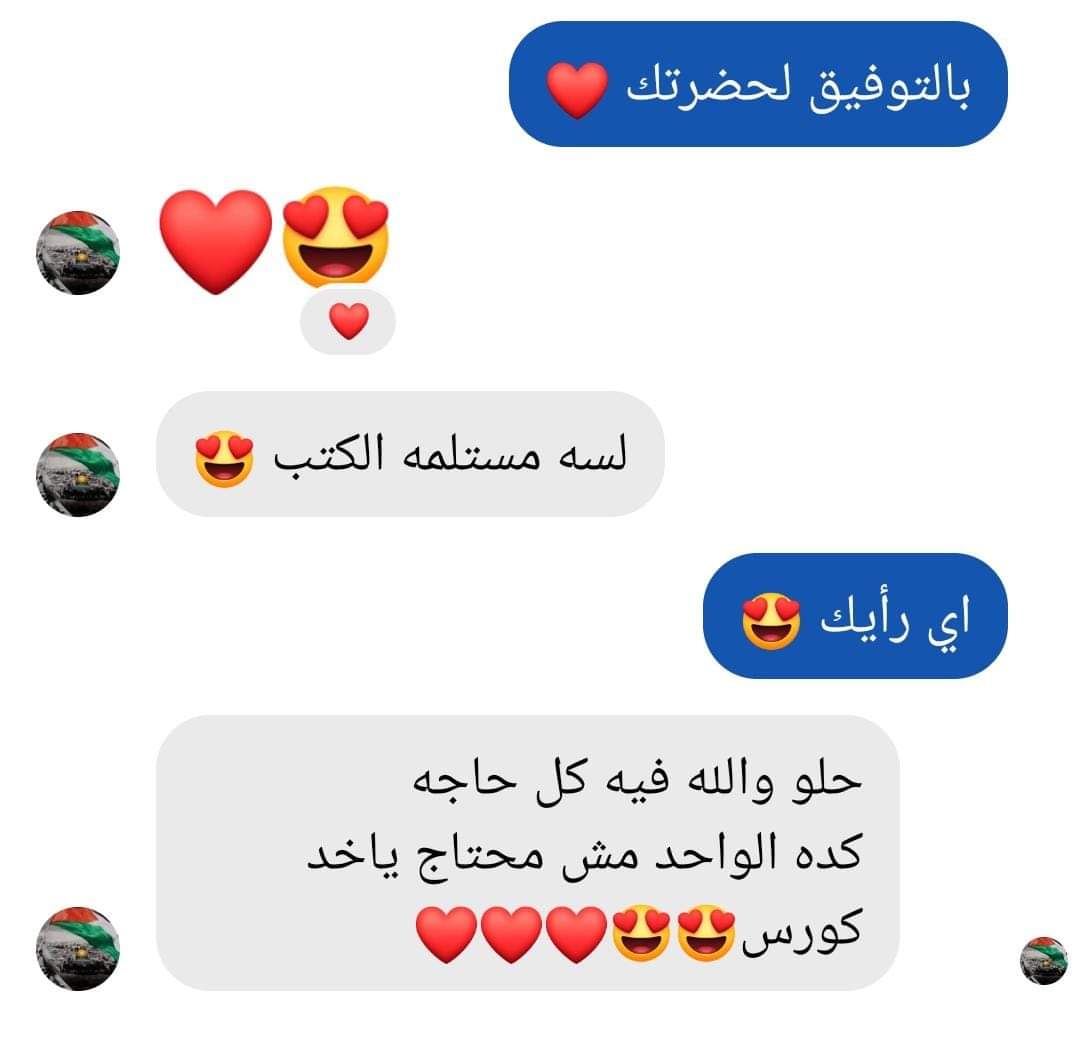 بالتوفيق لحضرتك ❤️
❤️😍
❤️
لسه مستلمه الكتب 😍
اي رأيك 😍
حلو والله فيه كل حاجه
كده الواحد مش محتاج ياخد
كورس😍😍❤️❤️❤️